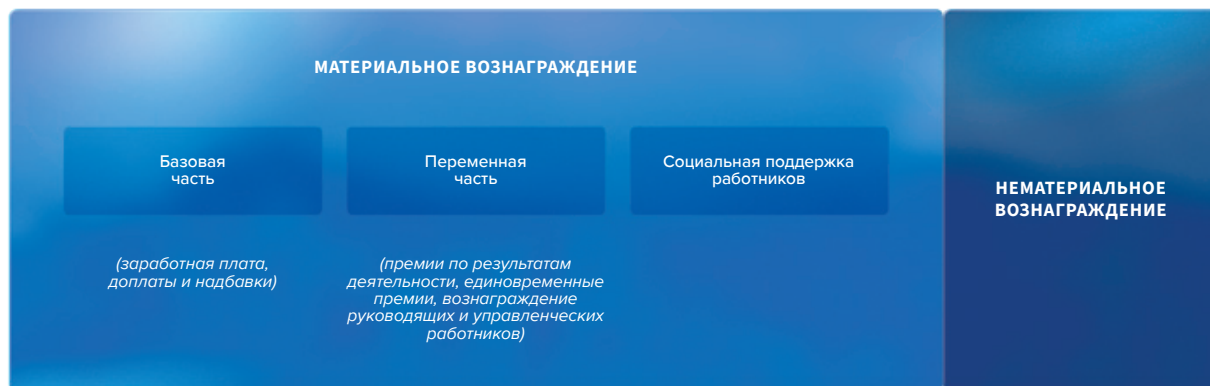 МАТЕРИАЛЬНОЕ ВОЗНАГРАЖДЕНИЕ
Базовая
часть
(заработная плата,
доплаты и надбавки)
Переменная
часть
(премии по результатам
деятельности, единовременные
премии, вознаграждение
руководящих и управленческих
работников)
Социальная поддержка
работников
НЕМАТЕРИАЛЬНОЕ
ВОЗНАГРАЖДЕНИЕ